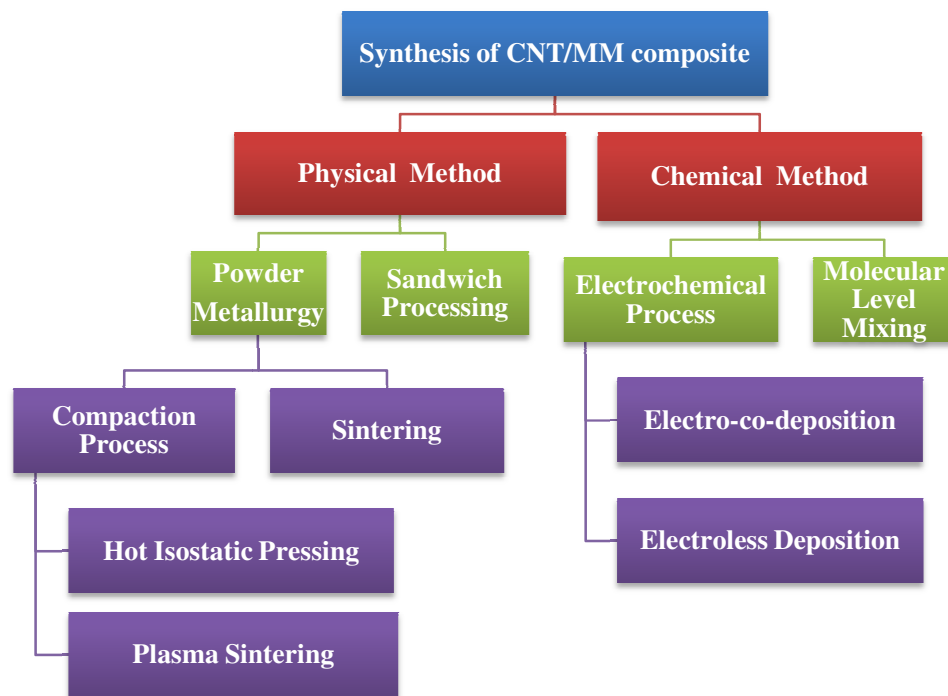 Synthesis of CNT/MM composite
Physical Method
Chemical Method
Powder
Metallurgy
Sandwich
Processing
Electrochemical
Process
Molecular
Level
Mixing
Compaction
Process
Sintering
Electro-co-deposition
Hot Isostatic Pressing
Electroless Deposition
Plasma Sintering